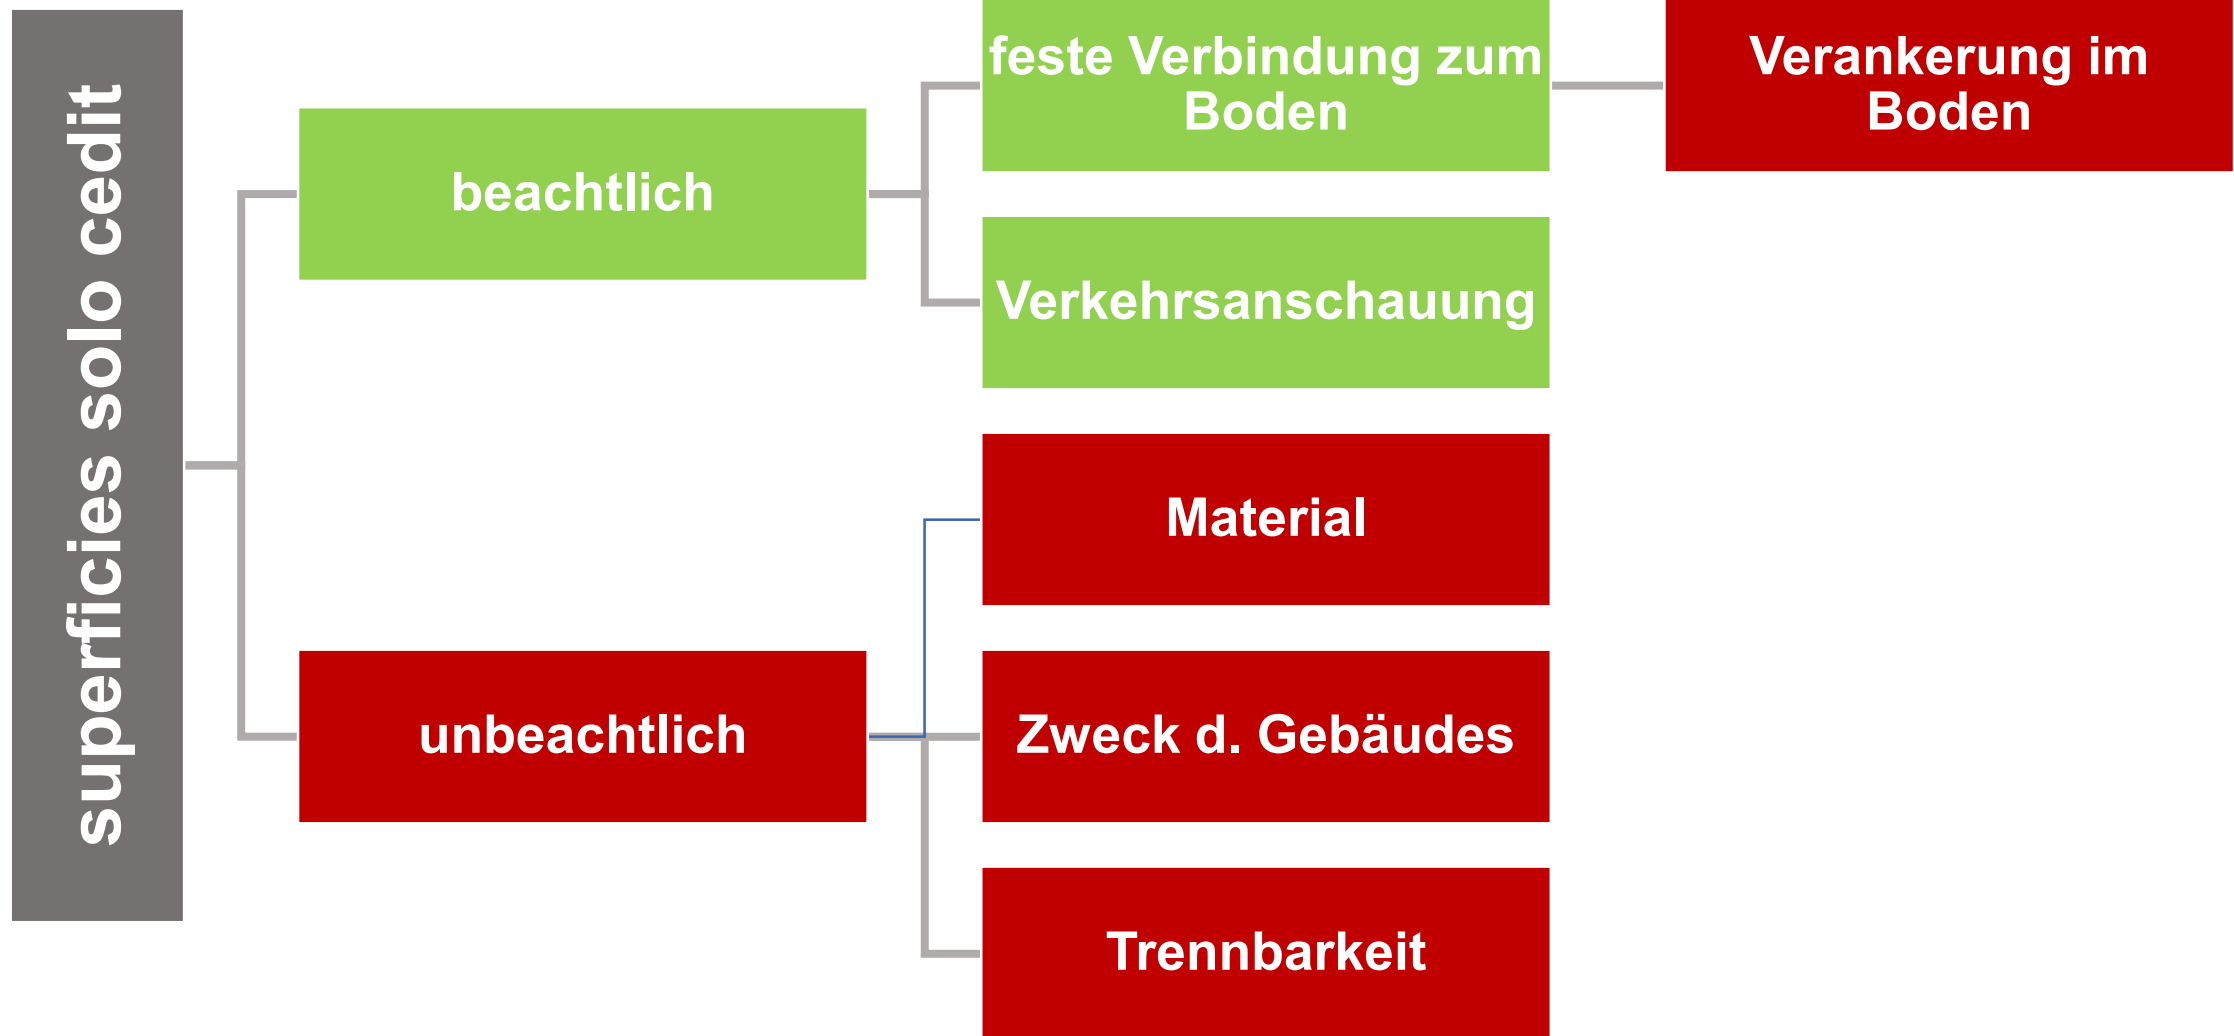 superficies solo cedit
beachtlich
feste Verbindung zum
Boden
Verankerung im
Boden
Verkehrsanschauung
unbeachtlich
Material
Zweck d. Gebäudes
Trennbarkeit